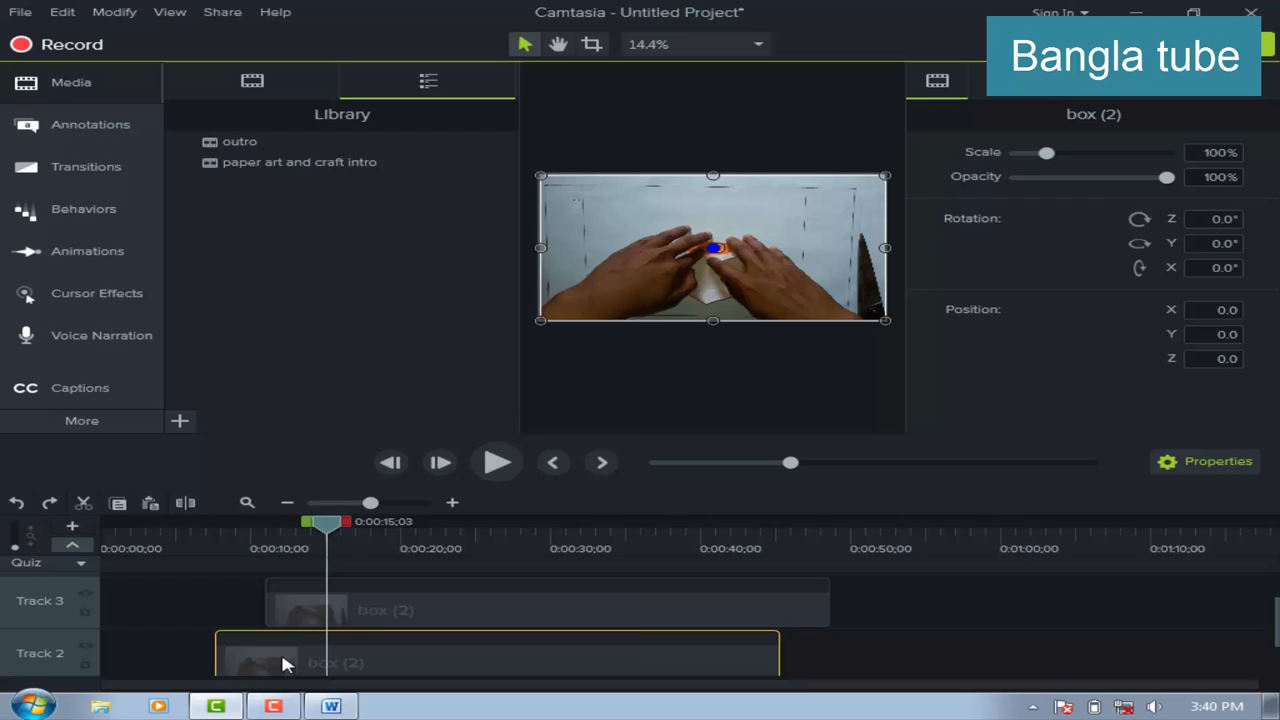 File Edit Modify View Share Help
Camtasia - Untitled Project*
Sign In
Record
14.4%
Bangla tube
Media
Annotations
Transitions
Behaviors
Animations
Cursor Effects
Voice Narration
CC Captions
More
Library
outro
paper art and craft intro
box (2)
Scale 100%
Opacity 100%
Rotation: Z 0.0°
Y 0.0°
X 0.0°
Position: X 0.0
Y 0.0
Z 0.0
Properties
0:00:15;03
0:00:00;00 0:00:10;00 0:00:20;00 0:00:30;00 0:00:40;00 0:00:50;00 0:01:00;00 0:01:10;00
Quiz
Track 3
box (2)
Track 2
box (2)
3:40 PM